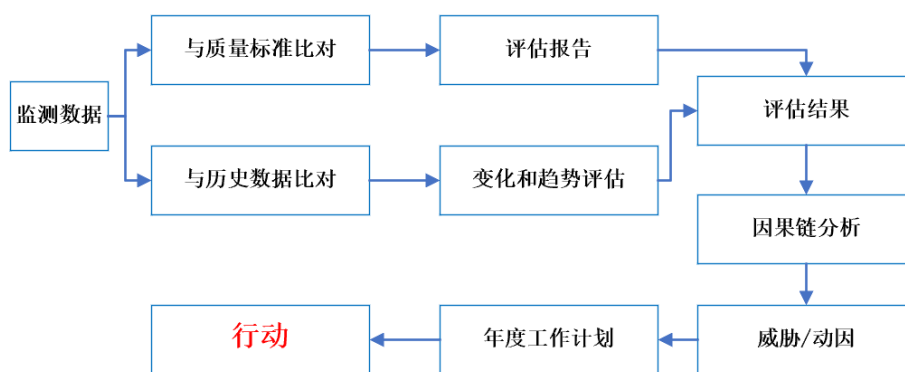 与质量标准比对
评估报告
监测数据
评估结果
与历史数据比对
变化和趋势评估
因果链分析
行动
年度工作计划
威胁/动因